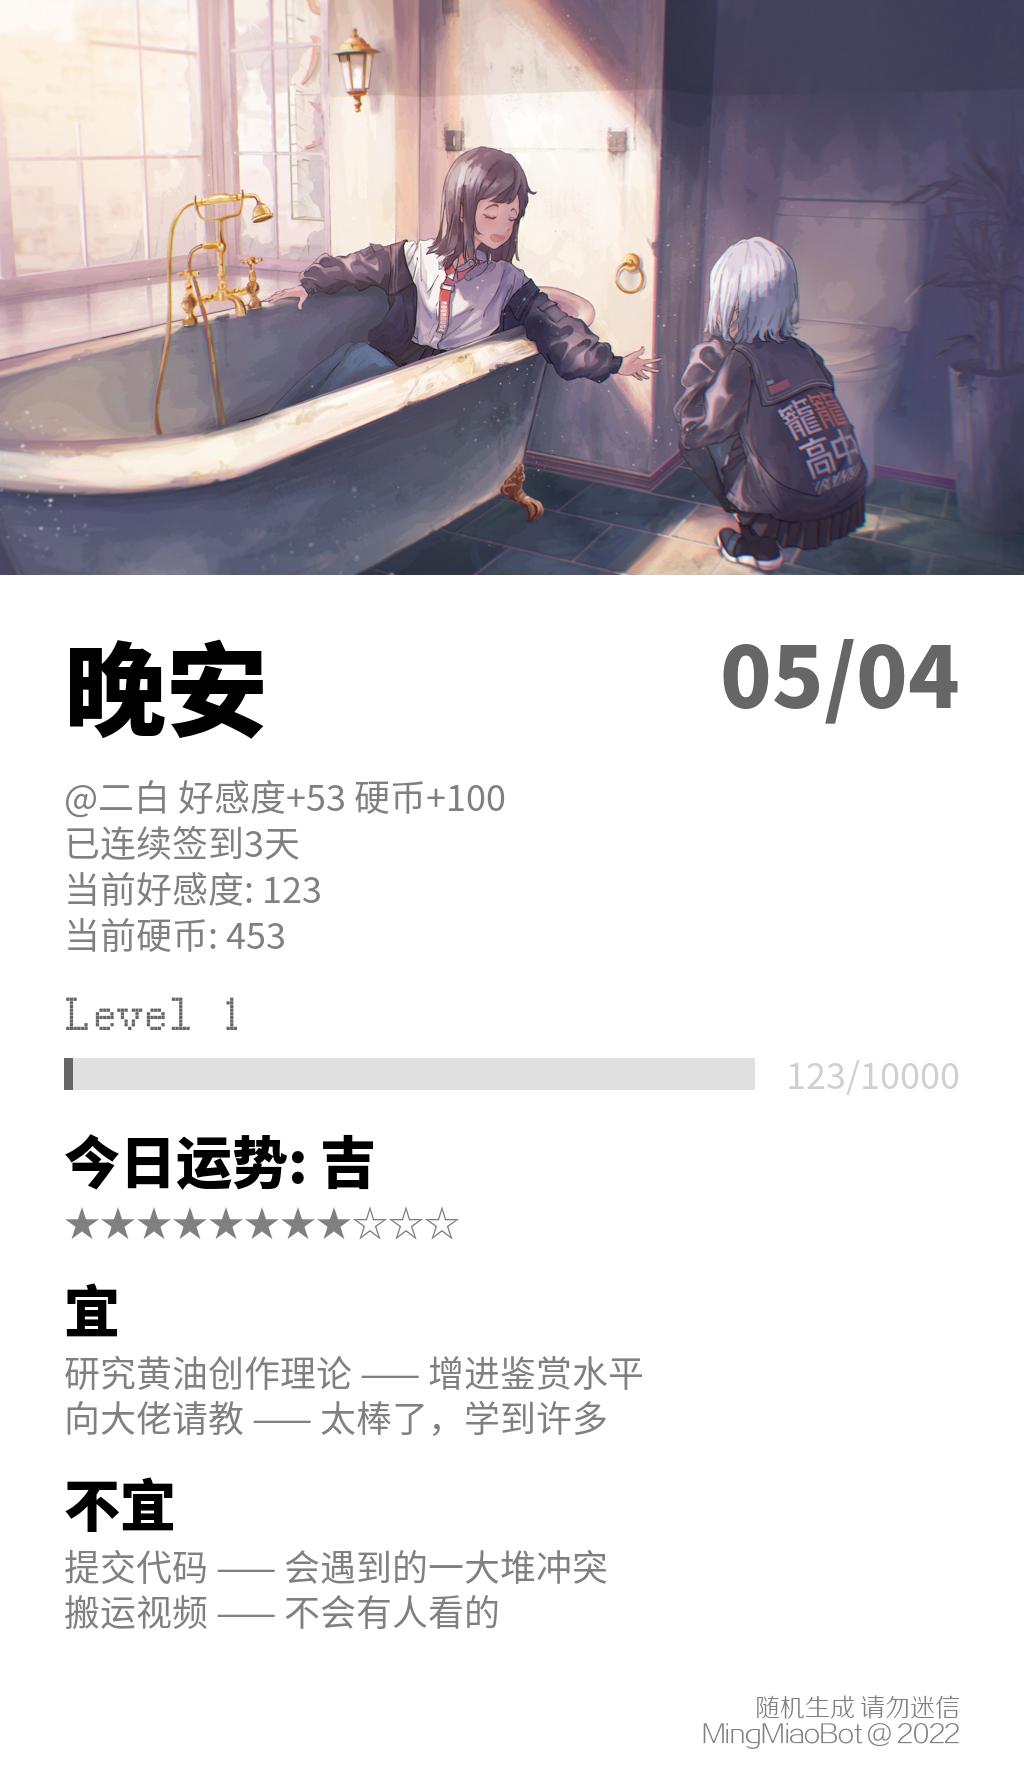 籠龍
高中
晚安
05/04
@二白 好感度+53 硬币+100
已连续签到3天
当前好感度: 123
当前硬币: 453
Level 1
123/10000
今日运势: 吉
★★★★★★★★☆☆☆
宜
研究黄油创作理论 —— 增进鉴赏水平
向大佬请教 —— 太棒了，学到许多
不宜
提交代码 —— 会遇到的一大堆冲突
搬运视频 —— 不会有人看的
随机生成 请勿迷信
MingMiaoBot @ 2022